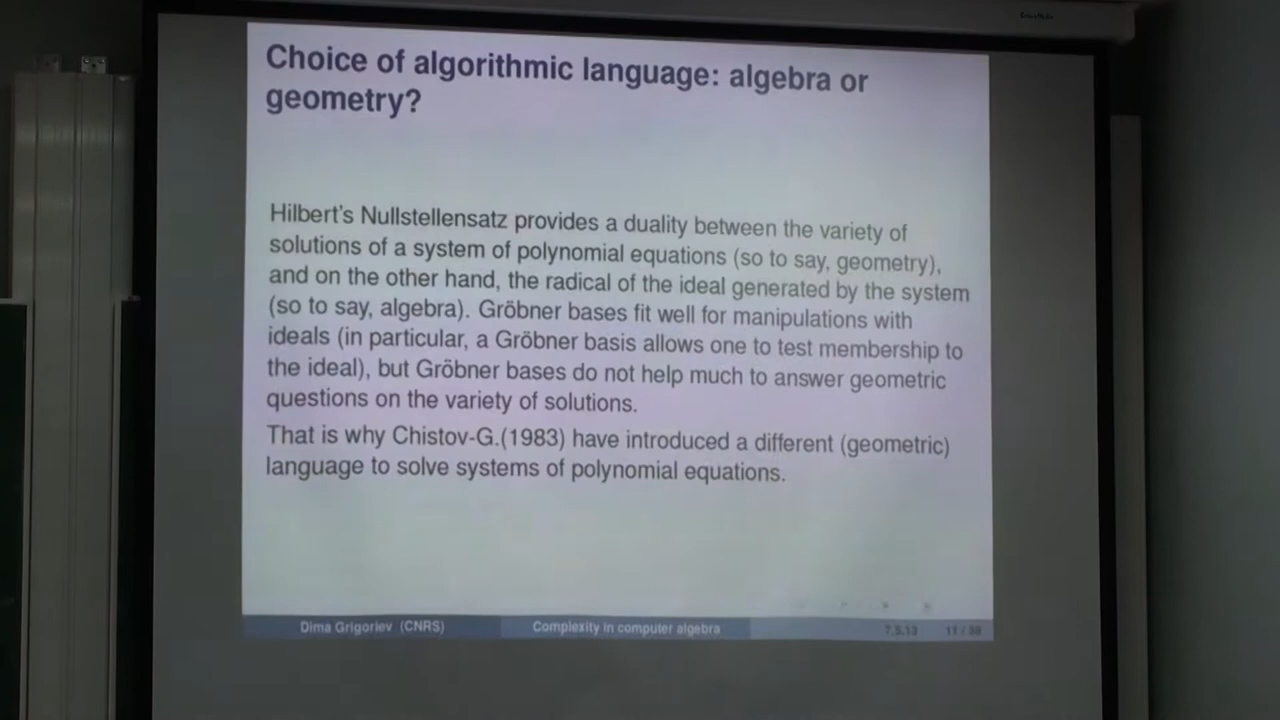 Choice of algorithmic language: algebra or
geometry?
Hilbert's Nullstellensatz provides a duality between the variety of
solutions of a system of polynomial equations (so to say, geometry),
and on the other hand, the radical of the ideal generated by the system
(so to say, algebra). Gröbner bases fit well for manipulations with
ideals (in particular, a Gröbner basis allows one to test membership to
the ideal), but Gröbner bases do not help much to answer geometric
questions on the variety of solutions.
That is why Chistov-G.(1983) have introduced a different (geometric)
language to solve systems of polynomial equations.
Dima Grigoriev (CNRS) Complexity in computer algebra 7.5.13 11 /